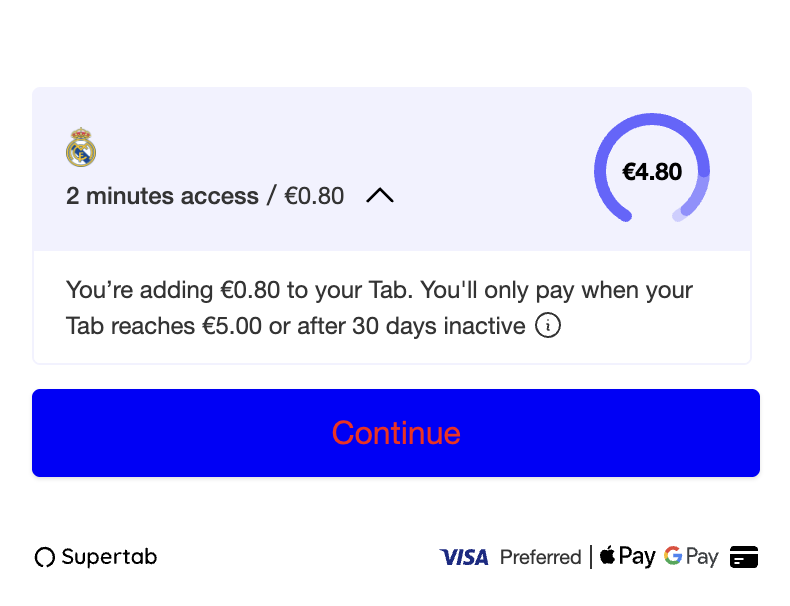 2 minutes access / €0.80
€4.80
You’re adding €0.80 to your Tab. You'll only pay when your
Tab reaches €5.00 or after 30 days inactive
Continue
Supertab
VISA Preferred | Pay G Pay